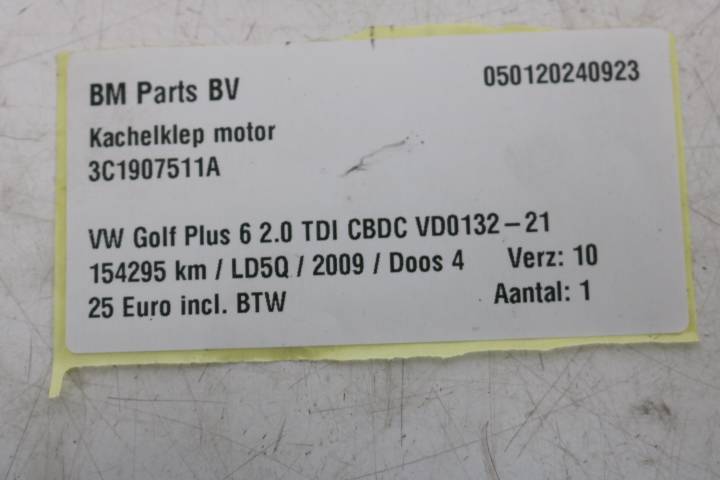 BM Parts BV 050120240923
Kachelklep motor
3C1907511A
VW Golf Plus 6 2.0 TDI CBDC VD0132-21
154295 km / LD5Q / 2009 / Doos 4 Verz: 10
25 Euro incl. BTW Aantal: 1